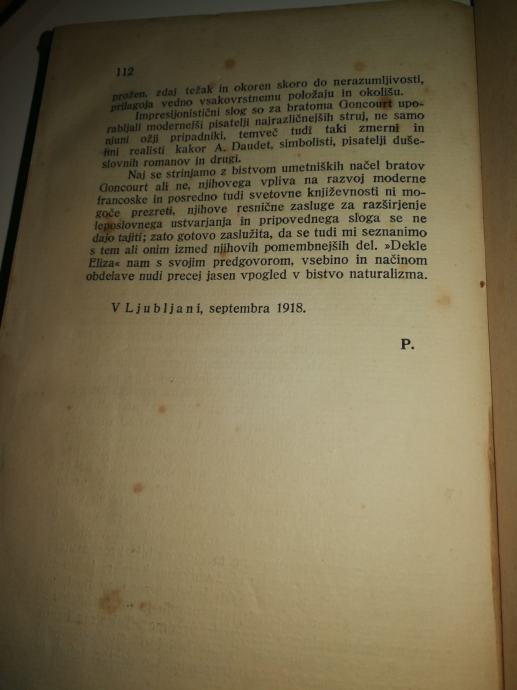 112
prožen, zdaj težak in okoren skoro do nerazumljivosti,
prilagoja vedno vsakovrstnemu položaju in okolišu.
Impresijonistični slog so za bratoma Goncourt upo-
rabljali modernejši pisatelji najrazličnejših struj, ne samo
njuni ožji pripadniki, temveč tudi taki zmerni in
fini realisti kakor A. Daudet, simbolisti, pisatelji duše-
slovnih romanov in drugi.
Naj se strinjamo z bistvom umetniških načel bratov
Goncourt ali ne, njihovega vpliva na razvoj moderne
francoske in posredno tudi svetovne književnosti ni mo-
goče prezreti, njihove resnične zasluge za razširjenje
leposlovnega ustvarjanja in pripovednega sloga se ne
dajo tajiti; zato gotovo zaslužita, da se tudi mi seznanimo
s tem ali onim izmed njihovih pomembnejših del. »Dekle
Eliza« nam s svojim predgovorom, vsebino in načinom
obdelave nudi precej jasen vpogled v bistvo naturalizma.
V Ljubljani, septembra 1918.
P.